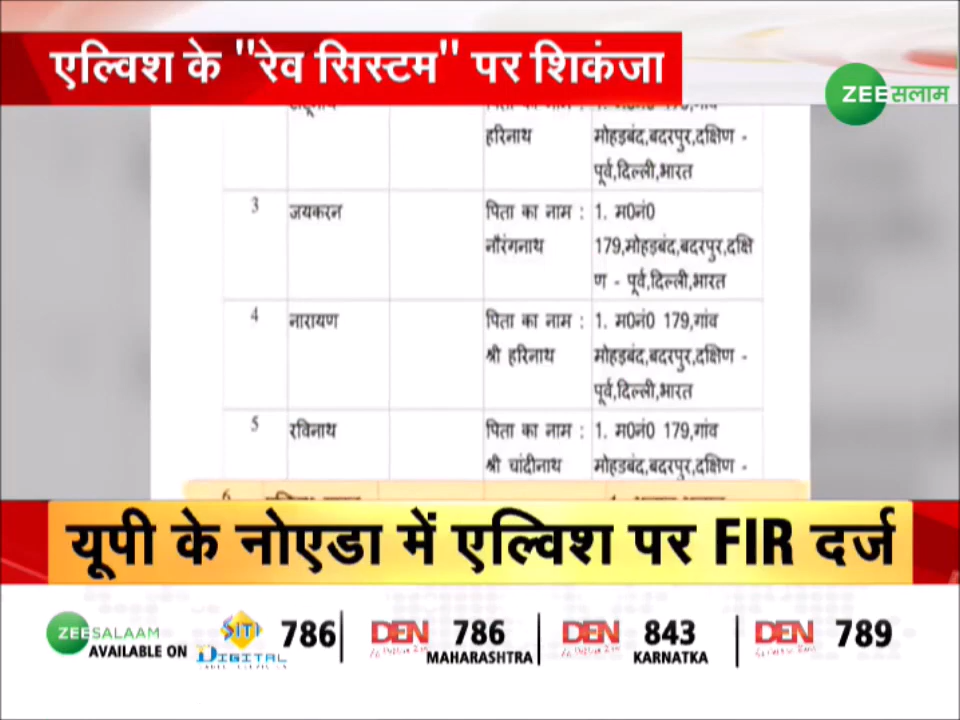 एल्विश के "रेव सिस्टम" पर शिकंजा
ZEE सलाम
हरिनाथ
मोहड़बंद,बदरपुर,दक्षिण -
पूर्व,दिल्ली,भारत
3
जयकरन
पिता का नाम :
नौरंगनाथ
1. म0नं0
179,मोहड़बंद,बदरपुर,दक्षि
ण - पूर्व,दिल्ली,भारत
4
नारायण
पिता का नाम :
श्री हरिनाथ
1. म0नं0 179,गांव
मोहड़बंद,बदरपुर,दक्षिण -
पूर्व,दिल्ली,भारत
5
रविनाथ
पिता का नाम :
श्री चांदीनाथ
1. म0नं0 179,गांव
मोहड़बंद,बदरपुर,दक्षिण -
यूपी के नोएडा में एल्विश पर FIR दर्ज
ZEE SALAAM
AVAILABLE ON
SITI
DIGITAL
786
DEN
786
MAHARASHTRA
DEN
843
KARNATKA
DEN
789